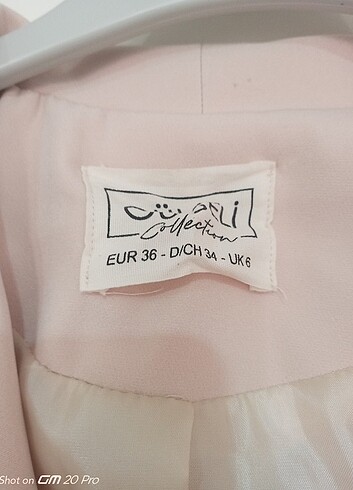 Collection
EUR 36 - D/CH 34 - UK 6
Shot on GM 20 Pro